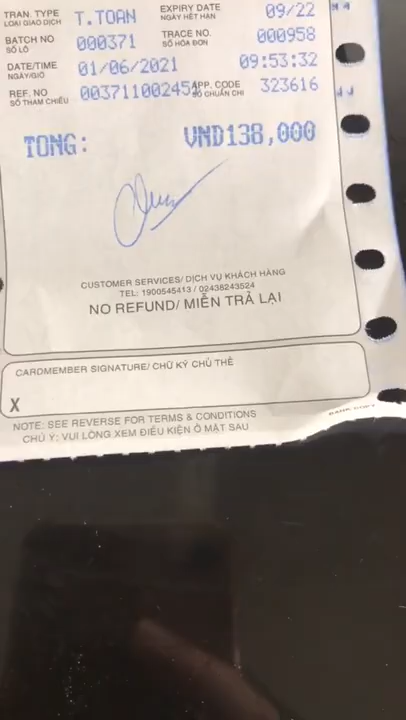 TRAN. TYPE T.TOAN EXPIRY DATE 09/22
LOẠI GIAO DỊCH NGÀY HẾT HẠN
BATCH NO 000371 TRACE NO. 000958
SỐ LÔ SỐ HÓA ĐƠN
DATE/TIME 01/06/2021 09:53:32
NGÀY/GIỜ
REF. NO 003711002454 APP. CODE 323616
SỐ THAM CHIẾU SỐ CHUẨN CHI
TONG: VND138,000
CUSTOMER SERVICES/ DỊCH VỤ KHÁCH HÀNG
TEL: 1900545413 / 02438243524
NO REFUND/ MIỄN TRẢ LẠI
CARDMEMBER SIGNATURE/ CHỮ KÝ CHỦ THẺ
X
BANK COPY
NOTE: SEE REVERSE FOR TERMS & CONDITIONS
CHÚ Ý: VUI LÒNG XEM ĐIỀU KIỆN Ở MẶT SAU